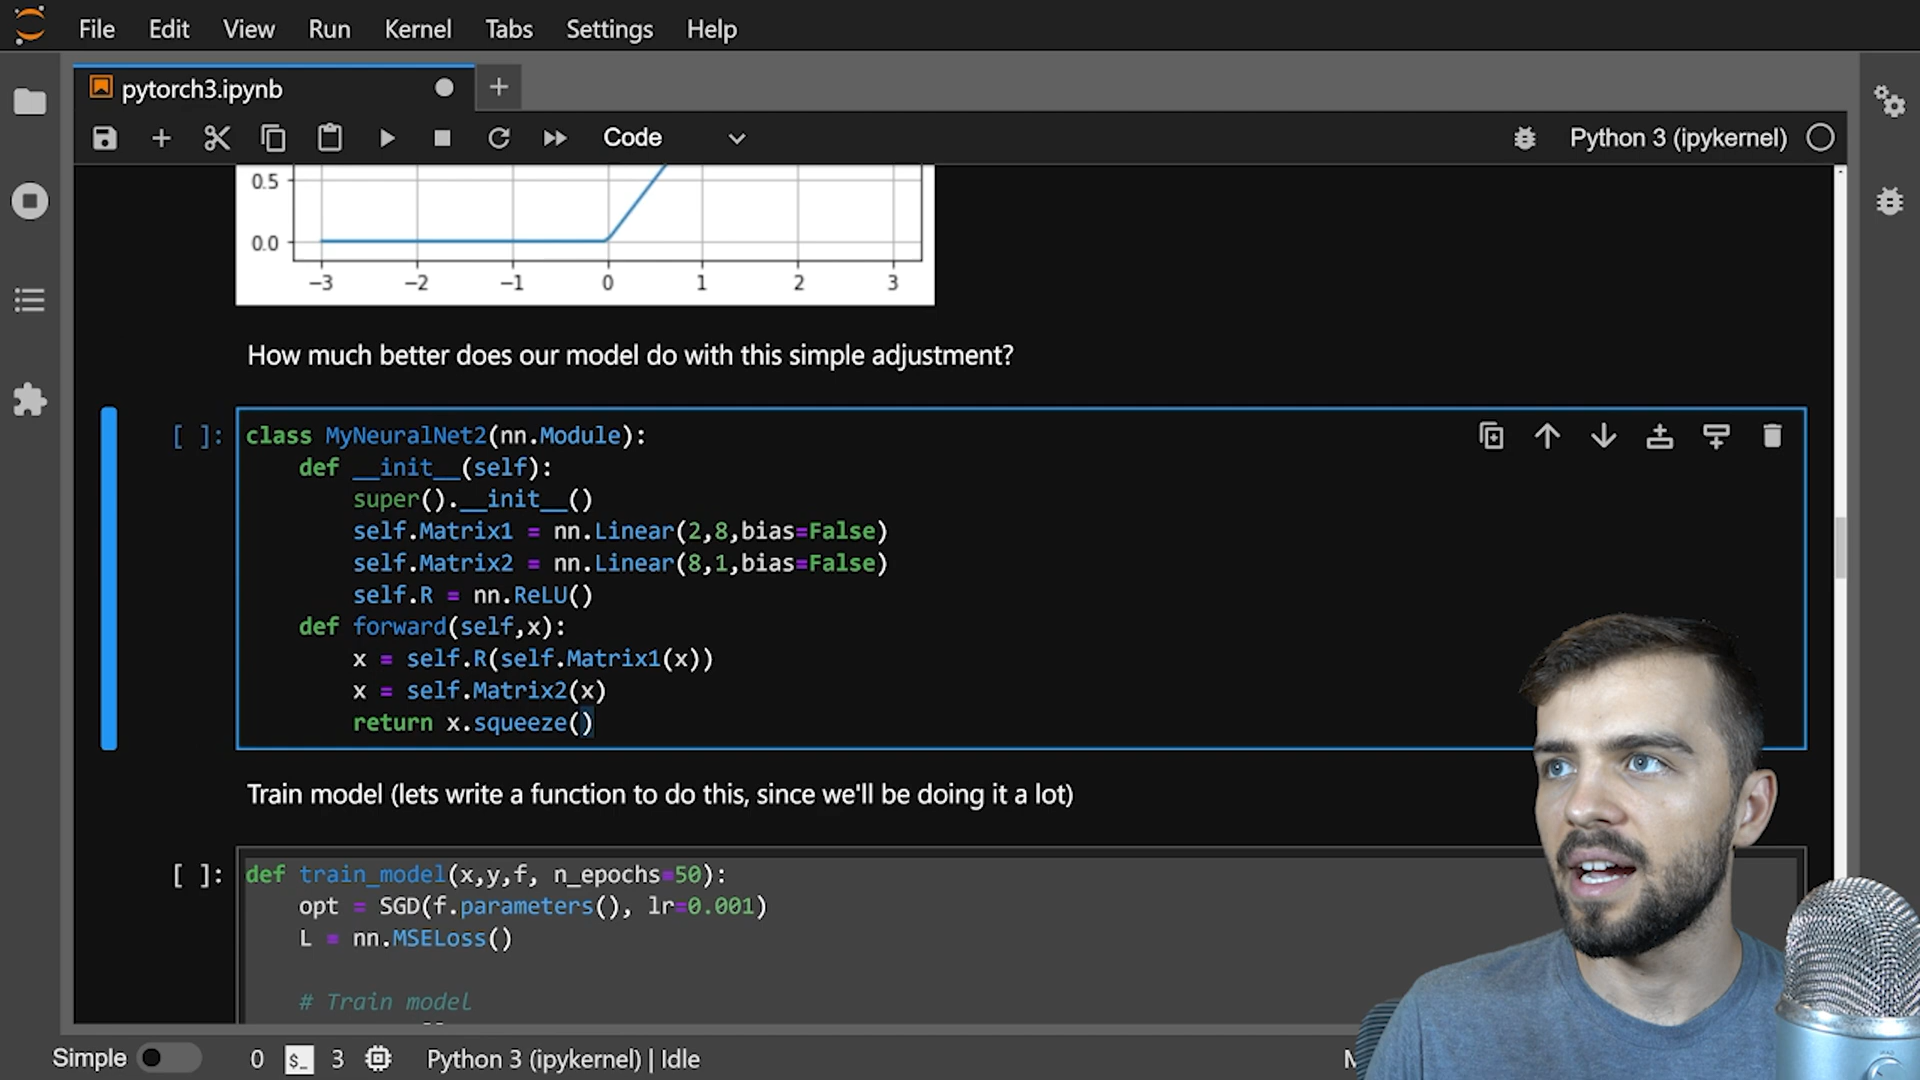 File Edit View Run Kernel Tabs Settings Help
pytorch3.ipynb
Code
Python 3 (ipykernel)
0.5
0.0
−3 −2 −1 0 1 2 3
How much better does our model do with this simple adjustment?
[ ]:
class MyNeuralNet2(nn.Module):
def __init__(self):
super().__init__()
self.Matrix1 = nn.Linear(2,8,bias=False)
self.Matrix2 = nn.Linear(8,1,bias=False)
self.R = nn.ReLU()
def forward(self,x):
x = self.R(self.Matrix1(x))
x = self.Matrix2(x)
return x.squeeze()
Train model (lets write a function to do this, since we'll be doing it a lot)
[ ]:
def train_model(x,y,f, n_epochs=50):
opt = SGD(f.parameters(), lr=0.001)
L = nn.MSELoss()
# Train model
Simple 0 $_ 3 Python 3 (ipykernel) | Idle